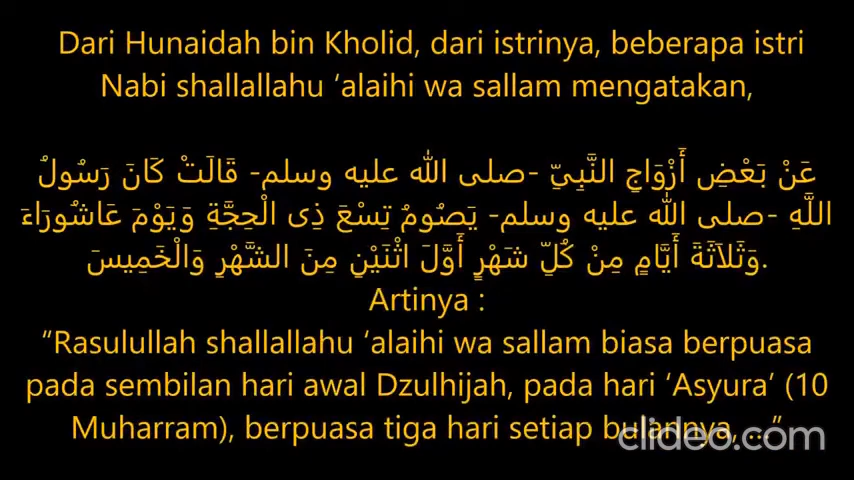 Dari Hunaidah bin Kholid, dari istrinya, beberapa istri
Nabi shallallahu ‘alaihi wa sallam mengatakan,
عَنْ بَعْضِ أَزْوَاجِ النَّبِىِّ -صلى الله عليه وسلم- قَالَتْ كَانَ رَسُولُ
اللَّهِ -صلى الله عليه وسلم- يَصُومُ تِسْعَ ذِى الْحِجَّةِ وَيَوْمَ عَاشُورَاءَ
وَثَلاَثَةَ أَيَّامٍ مِنْ كُلِّ شَهْرٍ أَوَّلَ اثْنَيْنِ مِنَ الشَّهْرِ وَالْخَمِيسَ.
Artinya :
“Rasulullah shallallahu ‘alaihi wa sallam biasa berpuasa
pada sembilan hari awal Dzulhijah, pada hari ‘Asyura’ (10
Muharram), berpuasa tiga hari setiap bulannya, ...”
clideo.com